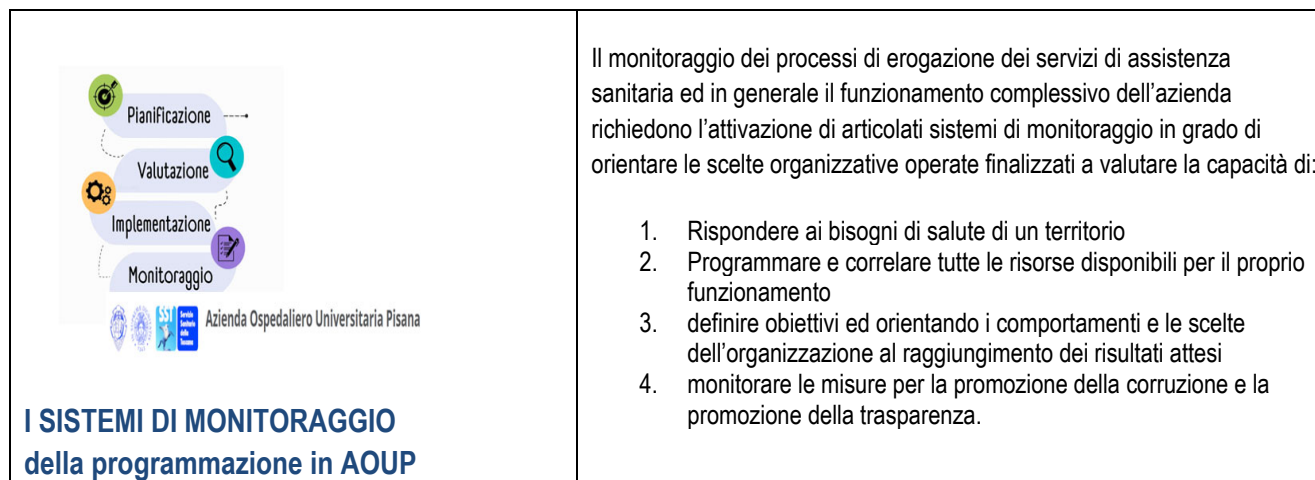 Pianificazione
Valutazione
Implementazione
Monitoraggio
SST
Servizio
Sanitario
della
Toscana
Azienda Ospedaliero Universitaria Pisana
I SISTEMI DI MONITORAGGIO
della programmazione in AOUP
Il monitoraggio dei processi di erogazione dei servizi di assistenza
sanitaria ed in generale il funzionamento complessivo dell'azienda
richiedono l'attivazione di articolati sistemi di monitoraggio in grado di
orientare le scelte organizzative operate finalizzati a valutare la capacità di:
1. Rispondere ai bisogni di salute di un territorio
2. Programmare e correlare tutte le risorse disponibili per il proprio
funzionamento
3. definire obiettivi ed orientando i comportamenti e le scelte
dell'organizzazione al raggiungimento dei risultati attesi
4. monitorare le misure per la promozione della corruzione e la
promozione della trasparenza.